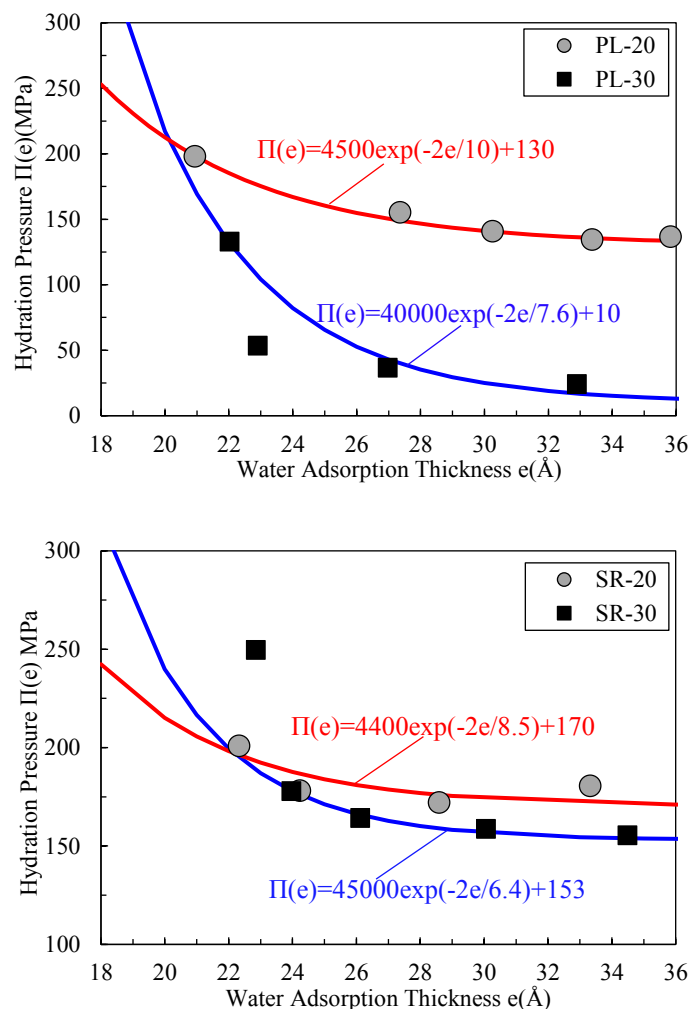 300
250
200
150
100
50
0
Hydration Pressure Π(e)(MPa)
PL-20
PL-30
Π(e)=4500exp(-2e/10)+130
Π(e)=40000exp(-2e/7.6)+10
18 20 22 24 26 28 30 32 34 36
Water Adsorption Thickness e(Å)
300
250
200
150
100
Hydration Pressure Π(e) MPa
SR-20
SR-30
Π(e)=4400exp(-2e/8.5)+170
Π(e)=45000exp(-2e/6.4)+153
18 20 22 24 26 28 30 32 34 36
Water Adsorption Thickness e(Å)